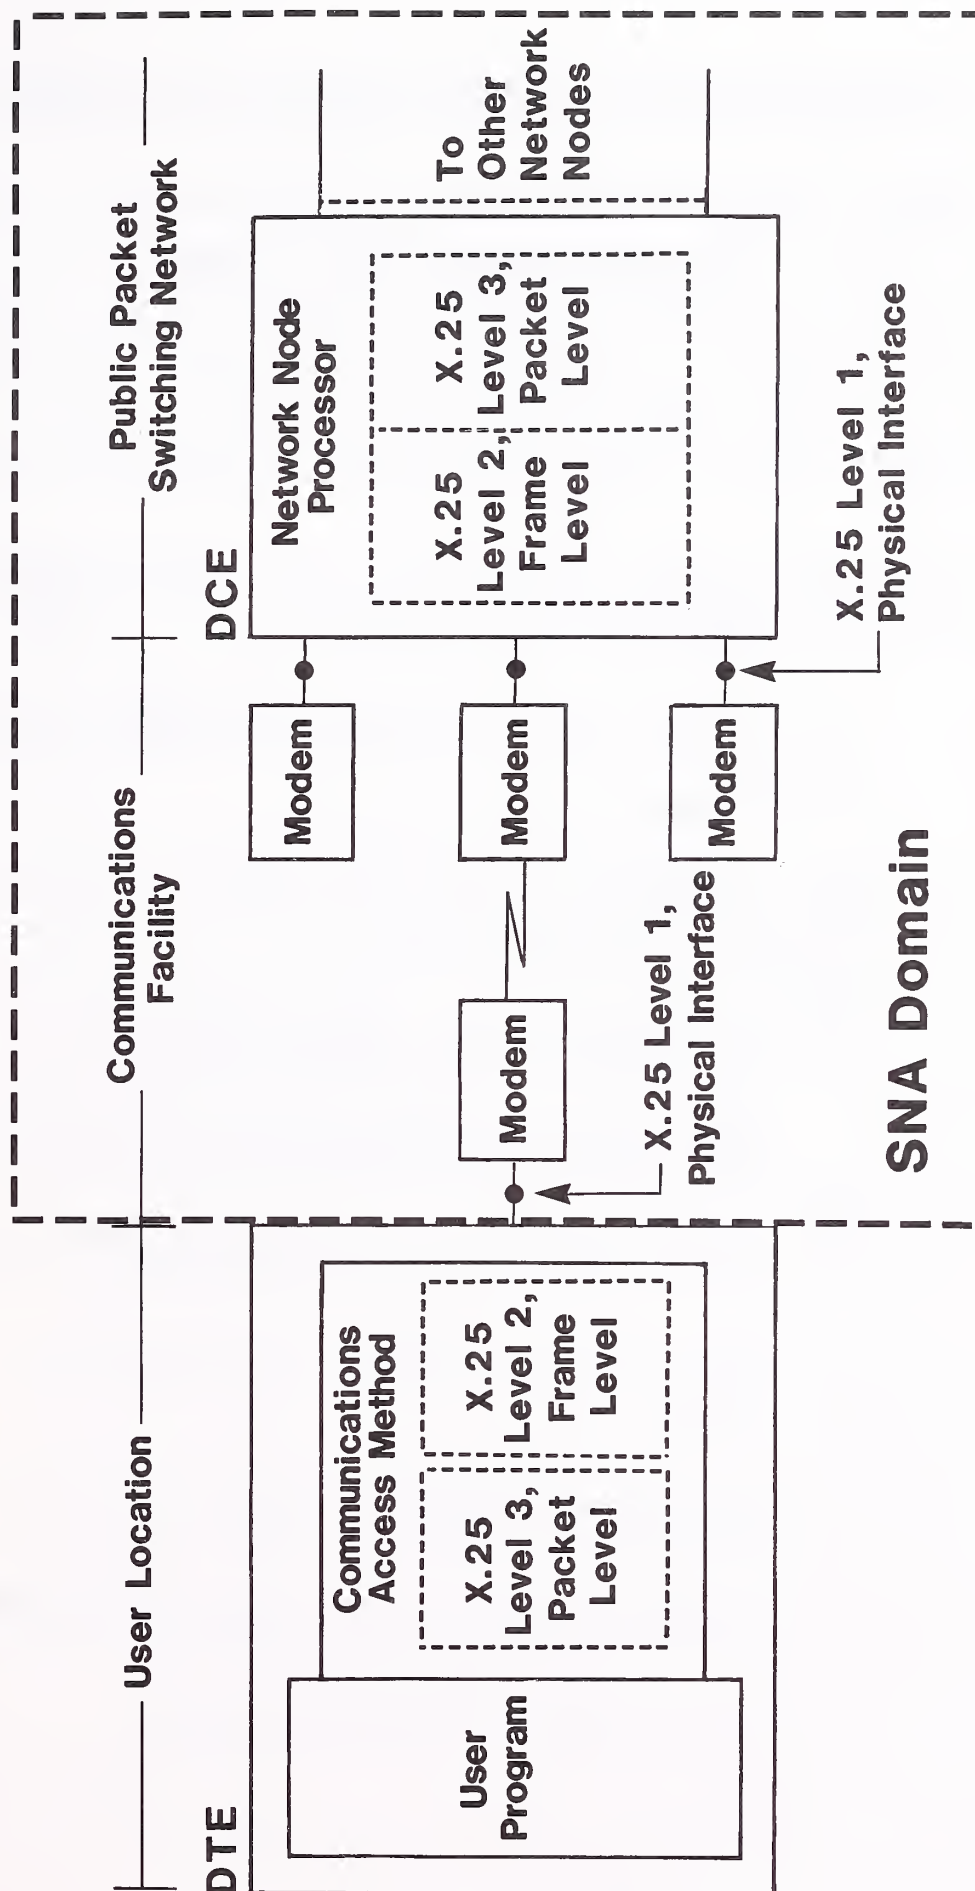 User Location
Communications
Facility
Public Packet
Switching Network
DTE
User
Program
Communications
Access Method
X.25
Level 3,
Packet
Level
X.25
Level 2,
Frame
Level
X.25 Level 1,
Physical Interface
Modem
Modem
Modem
Modem
DCE
Network Node
Processor
X.25
Level 2,
Frame
Level
X.25
Level 3,
Packet
Level
To
Other
Network
Nodes
X.25 Level 1,
Physical Interface
SNA Domain